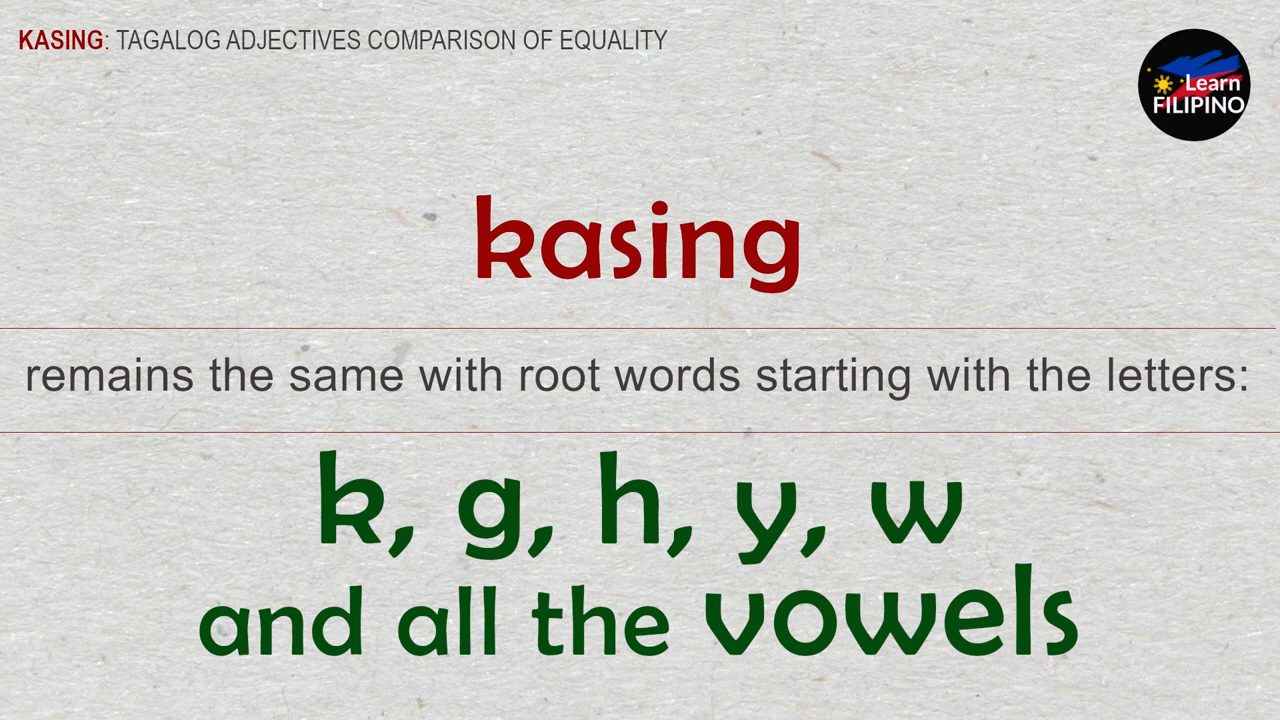 KASING: TAGALOG ADJECTIVES COMPARISON OF EQUALITY
Learn
FILIPINO
kasing
remains the same with root words starting with the letters:
k, g, h, y, w
and all the vowels